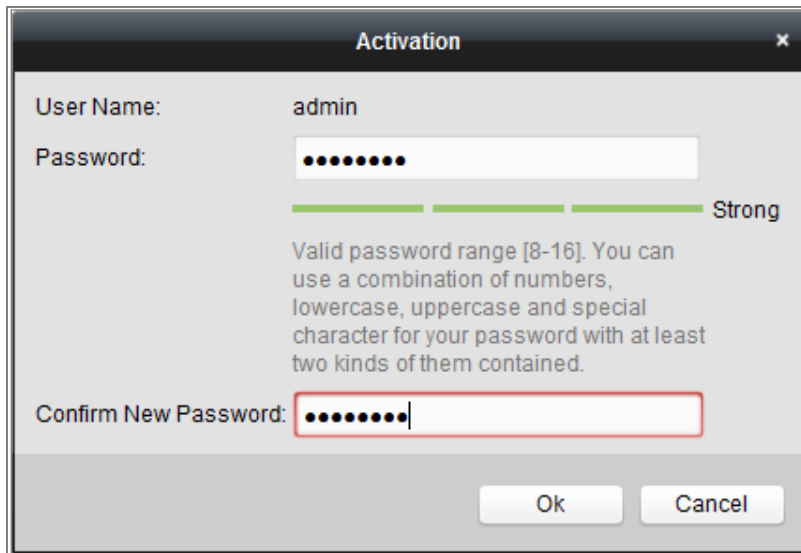 Activation
User Name: admin
Password: ●●●●●●●●
Strong
Valid password range [8-16]. You can
use a combination of numbers,
lowercase, uppercase and special
character for your password with at least
two kinds of them contained.
Confirm New Password: ●●●●●●●●
Ok Cancel